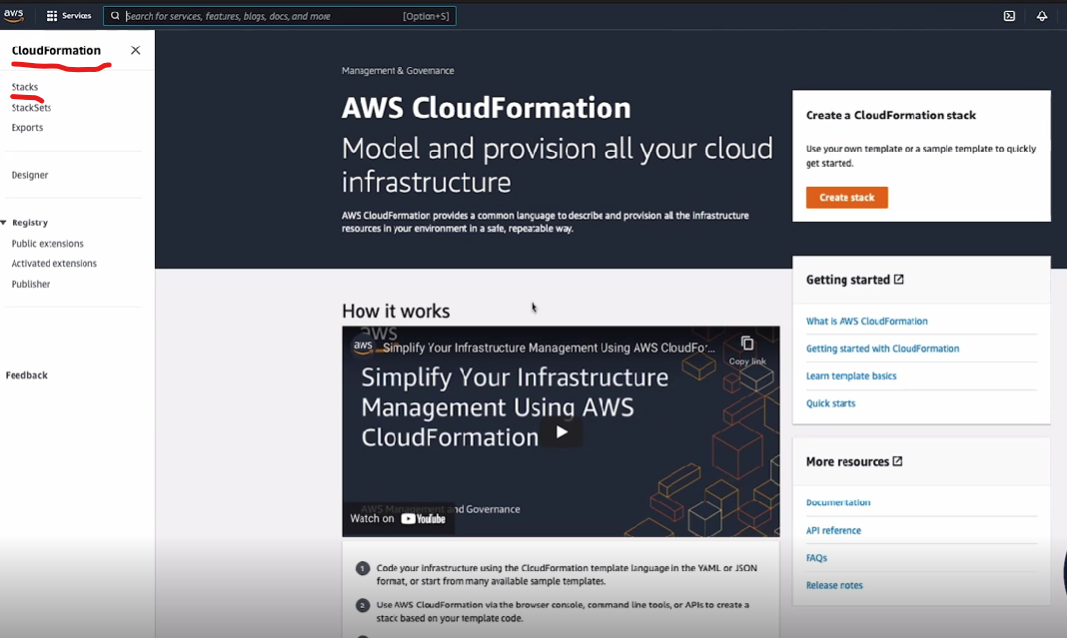 aws
Services
Search for services, features, blogs, docs, and more
[Option+S]
CloudFormation
Stacks
StackSets
Exports
Designer
Registry
Public extensions
Activated extensions
Publisher
Feedback
Management & Governance
AWS CloudFormation
Model and provision all your cloud
infrastructure
AWS CloudFormation provides a common language to describe and provision all the infrastructure
resources in your environment in a safe, repeatable way.
Create a CloudFormation stack
Use your own template or a sample template to quickly
get started.
Create stack
How it works
aws
aws
Simplify Your Infrastructure Management Using AWS CloudFo...
Copy link
Simplify Your Infrastructure
Management Using AWS
CloudFormation
AWS Management and Governance
Watch on YouTube
1 Code your infrastructure using the CloudFormation template language in the YAML or JSON
format, or start from many available sample templates.
2 Use AWS CloudFormation via the browser console, command line tools, or APIs to create a
stack based on your template code.
Getting started
What is AWS CloudFormation
Getting started with CloudFormation
Learn template basics
Quick starts
More resources
Documentation
API reference
FAQs
Release notes